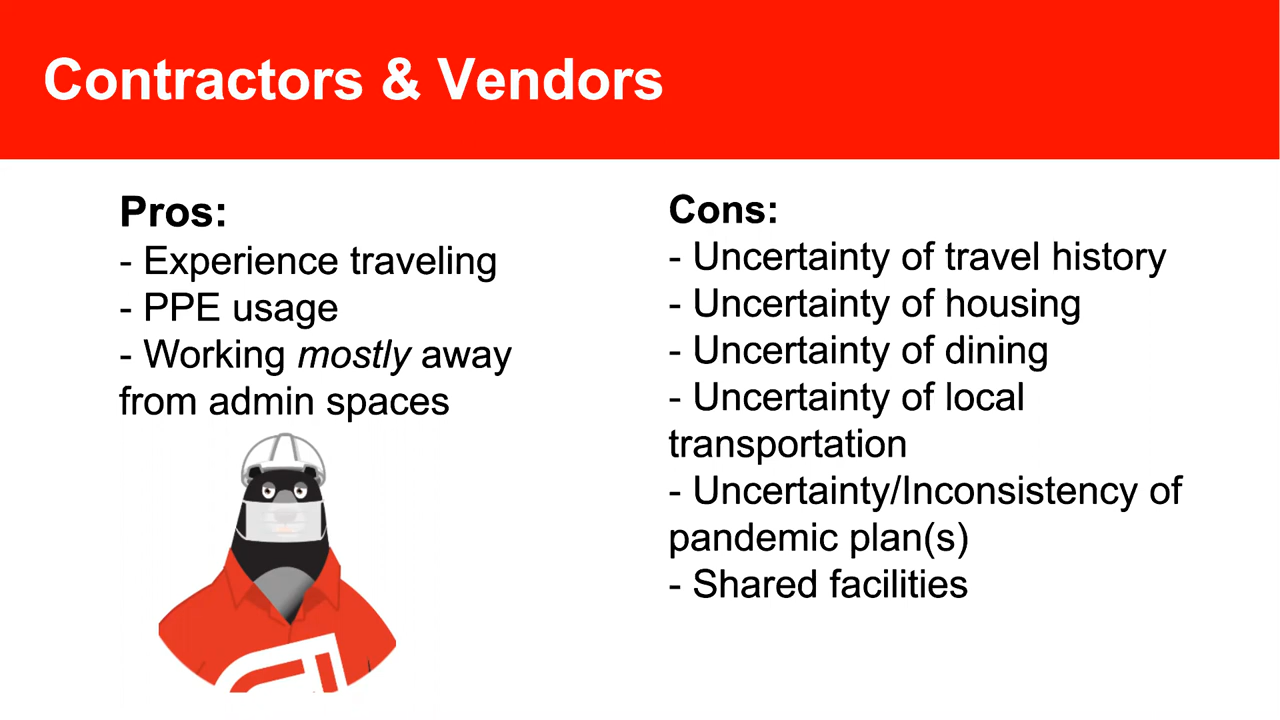 Contractors & Vendors
Pros:
- Experience traveling
- PPE usage
- Working mostly away
from admin spaces
Cons:
- Uncertainty of travel history
- Uncertainty of housing
- Uncertainty of dining
- Uncertainty of local
transportation
- Uncertainty/Inconsistency of
pandemic plan(s)
- Shared facilities